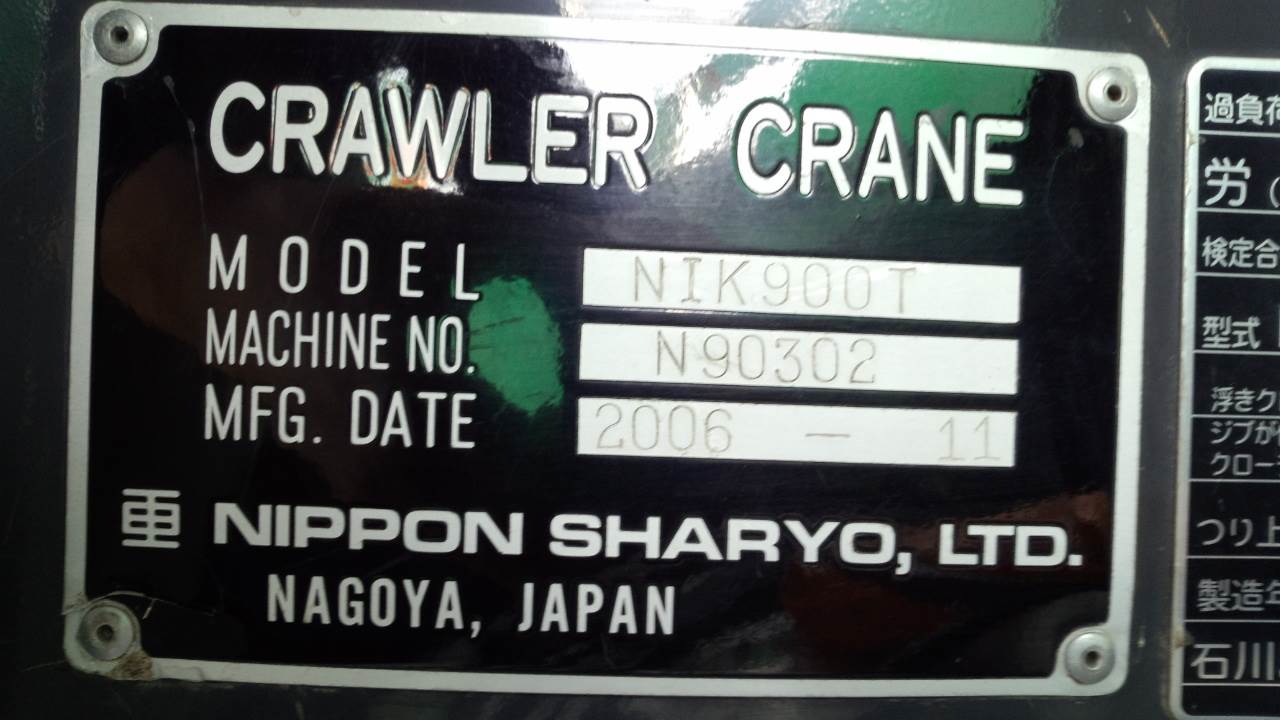 CRAWLER CRANE
MODEL NIK900T
MACHINE NO. N90302
MFG. DATE 2006 - 11
NIPPON SHARYO, LTD.
NAGOYA, JAPAN
過負荷
労 (
検定合
型式
浮きク
ジブが
クロー
つり上
製造年
石川